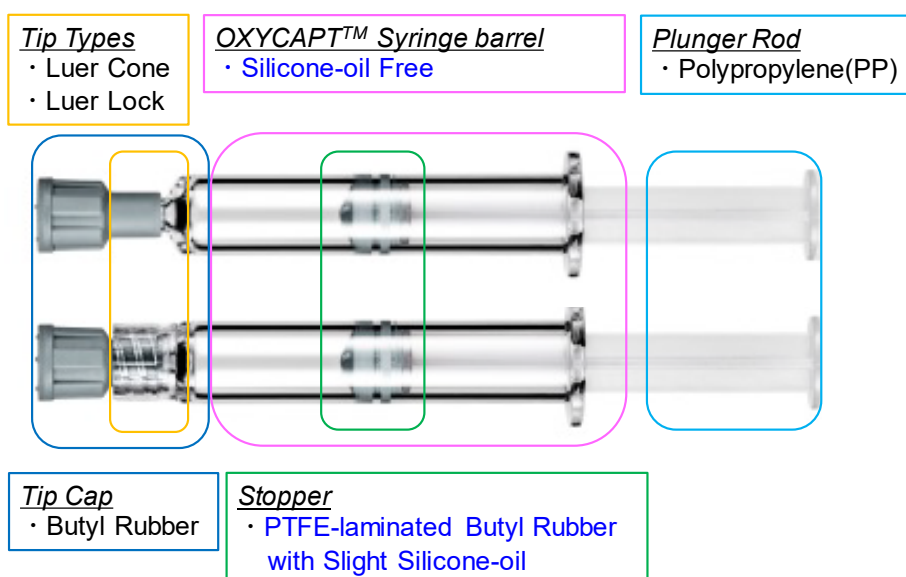 Tip Types
・Luer Cone
・Luer Lock
OXYCAPT™ Syringe barrel
・Silicone-oil Free
Plunger Rod
・Polypropylene(PP)
Tip Cap
・Butyl Rubber
Stopper
・PTFE-laminated Butyl Rubber
with Slight Silicone-oil